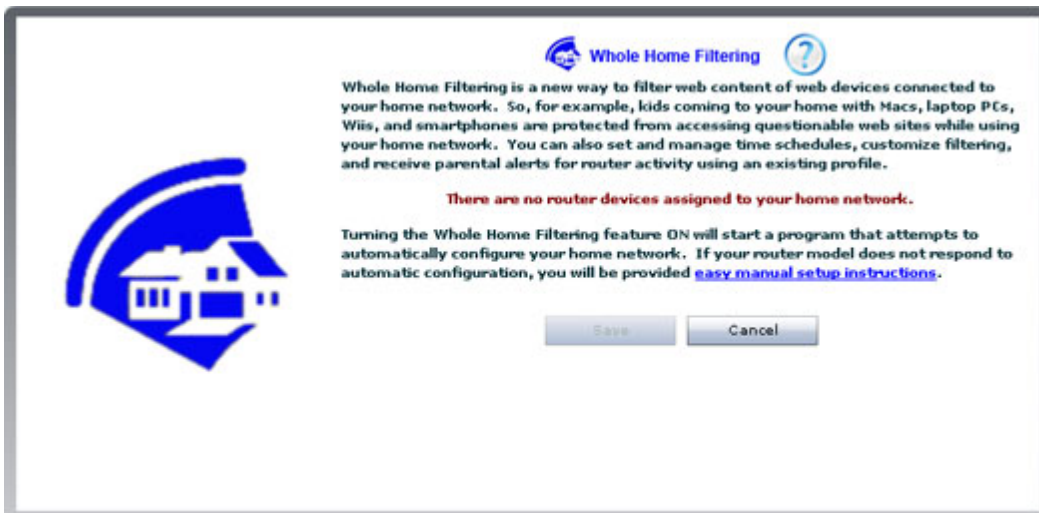 Whole Home Filtering ?
Whole Home Filtering is a new way to filter web content of web devices connected to
your home network. So, for example, kids coming to your home with Macs, laptop PCs,
Wiis, and smartphones are protected from accessing questionable web sites while using
your home network. You can also set and manage time schedules, customize filtering,
and receive parental alerts for router activity using an existing profile.
There are no router devices assigned to your home network.
Turning the Whole Home Filtering feature ON will start a program that attempts to
automatically configure your home network. If your router model does not respond to
automatic configuration, you will be provided easy manual setup instructions.
Save Cancel